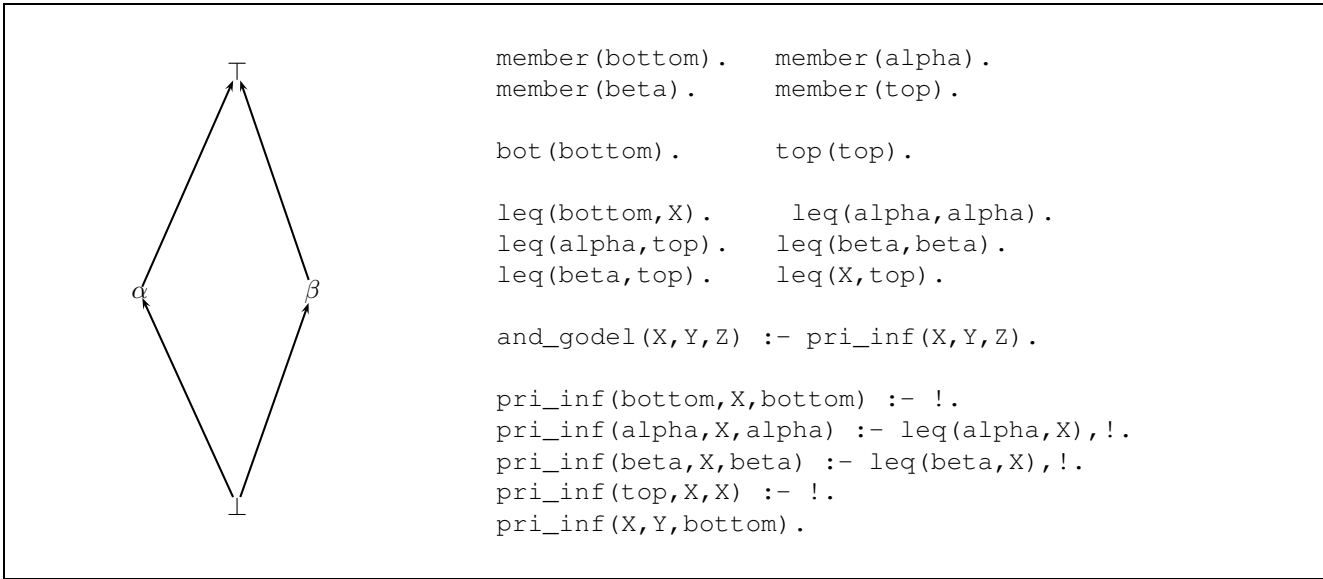 ⊤
α
β
⊥
member(bottom).   member(alpha).
member(beta).     member(top).
bot(bottom).      top(top).
leq(bottom,X).     leq(alpha,alpha).
leq(alpha,top).   leq(beta,beta).
leq(beta,top).    leq(X,top).
and_godel(X,Y,Z) :- pri_inf(X,Y,Z).
pri_inf(bottom,X,bottom) :- !.
pri_inf(alpha,X,alpha) :- leq(alpha,X),!.
pri_inf(beta,X,beta) :- leq(beta,X),!.
pri_inf(top,X,X) :- !.
pri_inf(X,Y,bottom).